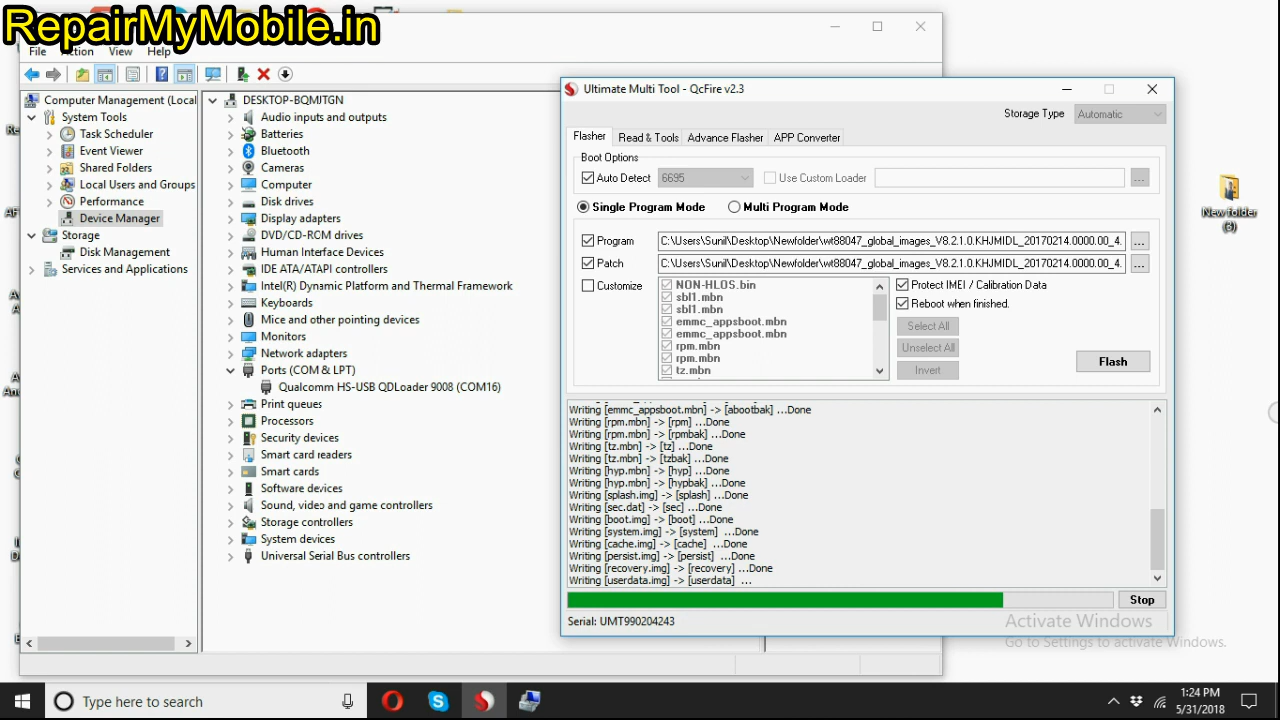 RepairMyMobile.in
File Action View Help
Computer Management (Local
System Tools
Task Scheduler
Event Viewer
Shared Folders
Local Users and Groups
Performance
Device Manager
Storage
Disk Management
Services and Applications
DESKTOP-BQMJTGN
Audio inputs and outputs
Batteries
Bluetooth
Cameras
Computer
Disk drives
Display adapters
DVD/CD-ROM drives
Human Interface Devices
IDE ATA/ATAPI controllers
Intel(R) Dynamic Platform and Thermal Framework
Keyboards
Mice and other pointing devices
Monitors
Network adapters
Ports (COM & LPT)
Qualcomm HS-USB QDLoader 9008 (COM16)
Print queues
Processors
Security devices
Smart card readers
Smart cards
Software devices
Sound, video and game controllers
Storage controllers
System devices
Universal Serial Bus controllers
Ultimate Multi Tool - QcFire v2.3
Storage Type Automatic
Flasher Read & Tools Advance Flasher APP Converter
Boot Options
Auto Detect 6695 Use Custom Loader ...
Single Program Mode Multi Program Mode
Program C:\Users\Sunil\Desktop\Newfolder\wt88047_global_images_V8.2.1.0.KHJMIDL_20170214.0000.00_4. ...
Patch C:\Users\Sunil\Desktop\Newfolder\wt88047_global_images_V8.2.1.0.KHJMIDL_20170214.0000.00_4. ...
Customize
NON-HLOS.bin
sbl1.mbn
sbl1.mbn
emmc_appsboot.mbn
emmc_appsboot.mbn
rpm.mbn
rpm.mbn
tz.mbn
Protect IMEI / Calibration Data
Reboot when finished.
Select All
Unselect All
Invert
Flash
Writing [emmc_appsboot.mbn] -> [abootbak] ...Done
Writing [rpm.mbn] -> [rpm] ...Done
Writing [rpm.mbn] -> [rpmbak] ...Done
Writing [tz.mbn] -> [tz] ...Done
Writing [tz.mbn] -> [tzbak] ...Done
Writing [hyp.mbn] -> [hyp] ...Done
Writing [hyp.mbn] -> [hypbak] ...Done
Writing [splash.img] -> [splash] ...Done
Writing [sec.dat] -> [sec] ...Done
Writing [boot.img] -> [boot] ...Done
Writing [system.img] -> [system] ...Done
Writing [cache.img] -> [cache] ...Done
Writing [persist.img] -> [persist] ...Done
Writing [recovery.img] -> [recovery] ...Done
Writing [userdata.img] -> [userdata] ...
Stop
Serial: UMT990204243
Activate Windows
Go to Settings to activate Windows.
New folder
(3)
Type here to search
1:24 PM
5/31/2018